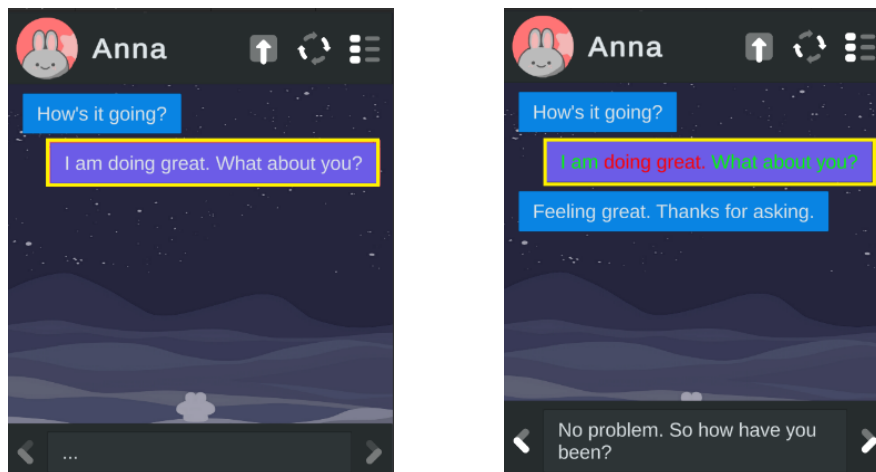 Anna
How's it going?
I am doing great. What about you?
...
Anna
How's it going?
I am doing great. What about you?
Feeling great. Thanks for asking.
No problem. So how have you
been?